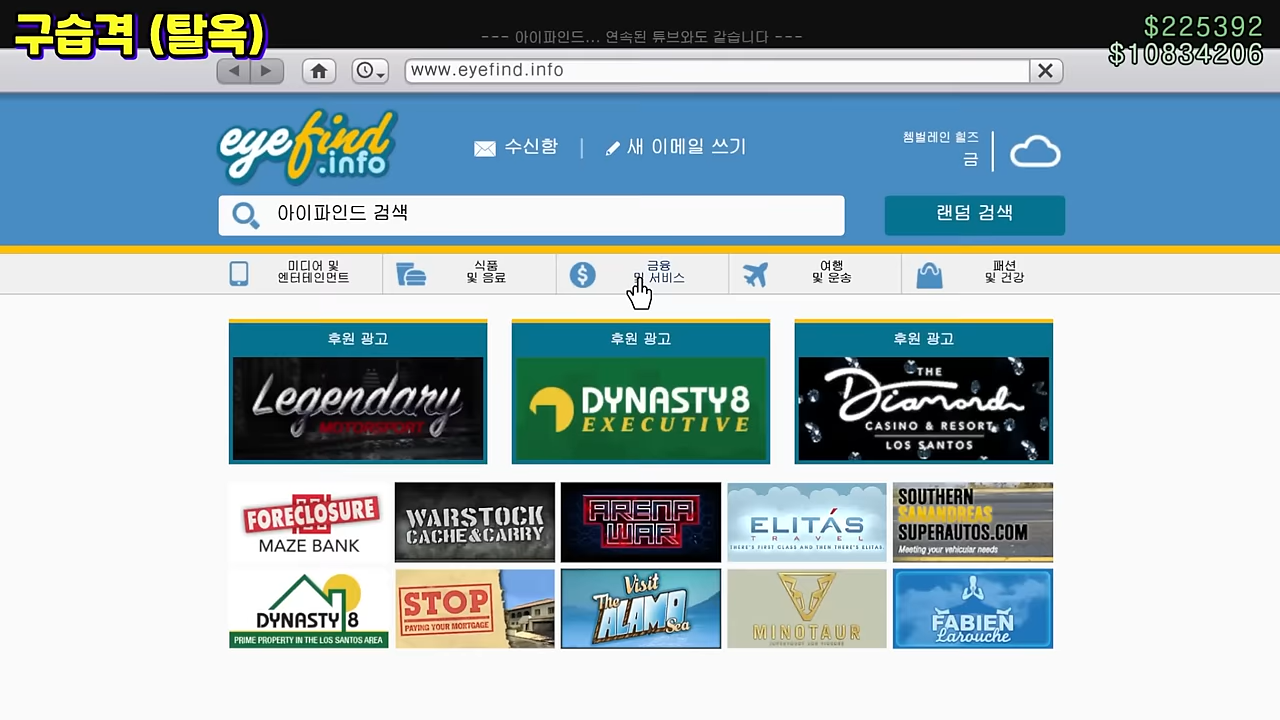 구습격 (탈옥)
--- 아이파인드... 연속된 튜브와도 같습니다 ---
$225392
$10834206
www.eyefind.info
eyefind
.info
수신함
새 이메일 쓰기
쳄벌레인 힐즈
금
아이파인드 검색
랜덤 검색
미디어 및
엔터테인먼트
식품
및 음료
금융
및 서비스
여행
및 운송
패션
및 건강
후원 광고
후원 광고
후원 광고
Legendary
MOTORSPORT
DYNASTY 8
EXECUTIVE
THE
Diamond
CASINO & RESORT
LOS SANTOS
FORECLOSURE
MAZE BANK
WARSTOCK
CACHE&CARRY
ARENA
WAR
ELITÁS
TRAVEL
THERE'S FIRST CLASS AND THEN THERE'S ELITAS.
SOUTHERN
SANANDREAS
SUPERAUTOS.COM
Meeting your vehicular needs
DYNASTY 8
PRIME PROPERTY IN THE LOS SANTOS AREA
STOP
PAYING YOUR MORTGAGE
Visit
The
ALAMO
Sea
MINOTAUR
FABIEN
Larouche